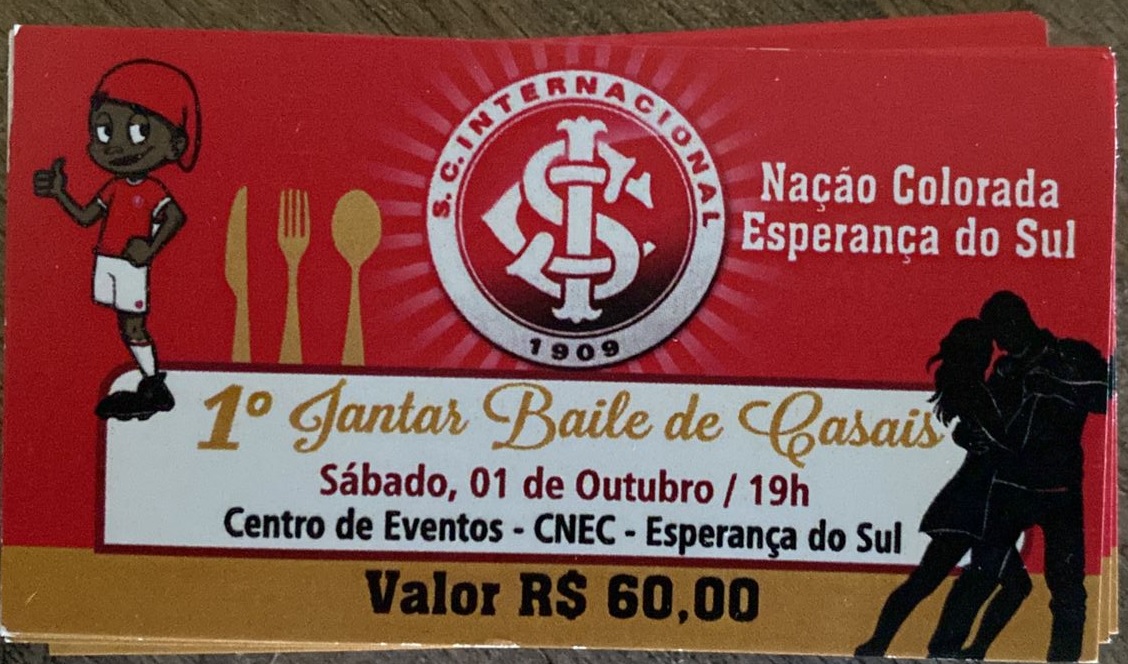 S.C. INTERNACIONAL
1909
Nação Colorada
Esperança do Sul
1º Jantar Baile de Casais
Sábado, 01 de Outubro / 19h
Centro de Eventos - CNEC - Esperança do Sul
Valor R$ 60,00